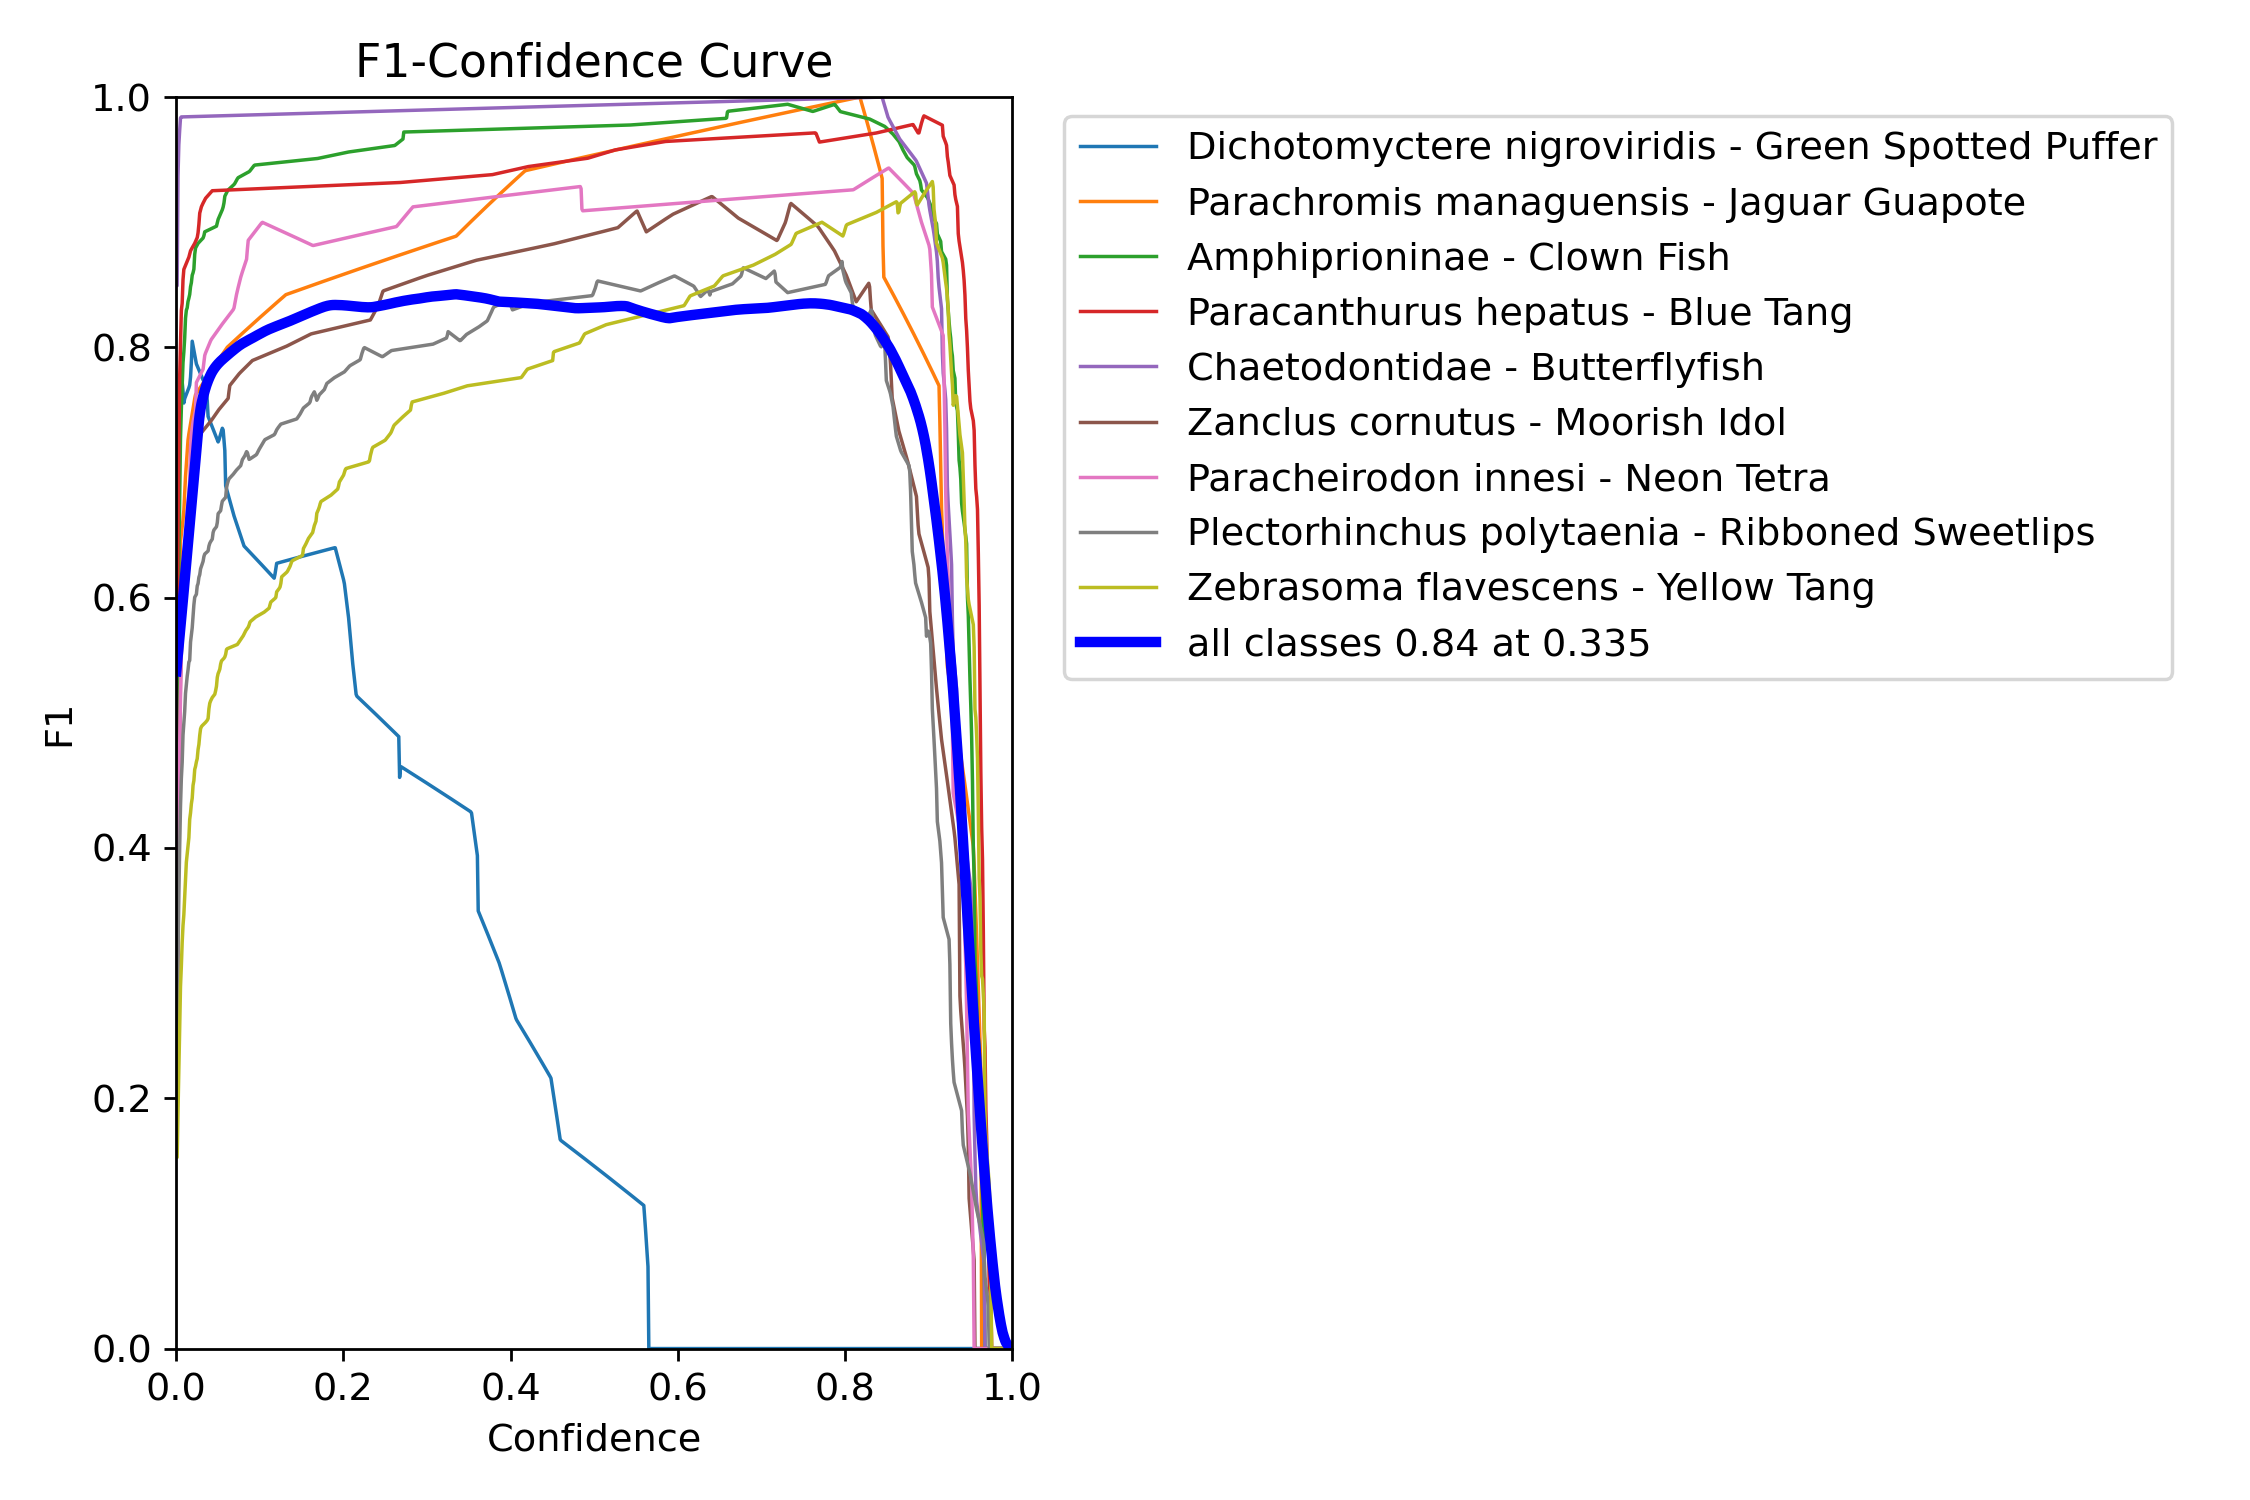 F1-Confidence Curve
1.0
0.8
0.6
0.4
0.2
0.0
F1
0.0 0.2 0.4 0.6 0.8 1.0
Confidence
Dichotomyctere nigroviridis - Green Spotted Puffer
Parachromis managuensis - Jaguar Guapote
Amphiprioninae - Clown Fish
Paracanthurus hepatus - Blue Tang
Chaetodontidae - Butterflyfish
Zanclus cornutus - Moorish Idol
Paracheirodon innesi - Neon Tetra
Plectorhinchus polytaenia - Ribboned Sweetlips
Zebrasoma flavescens - Yellow Tang
all classes 0.84 at 0.335